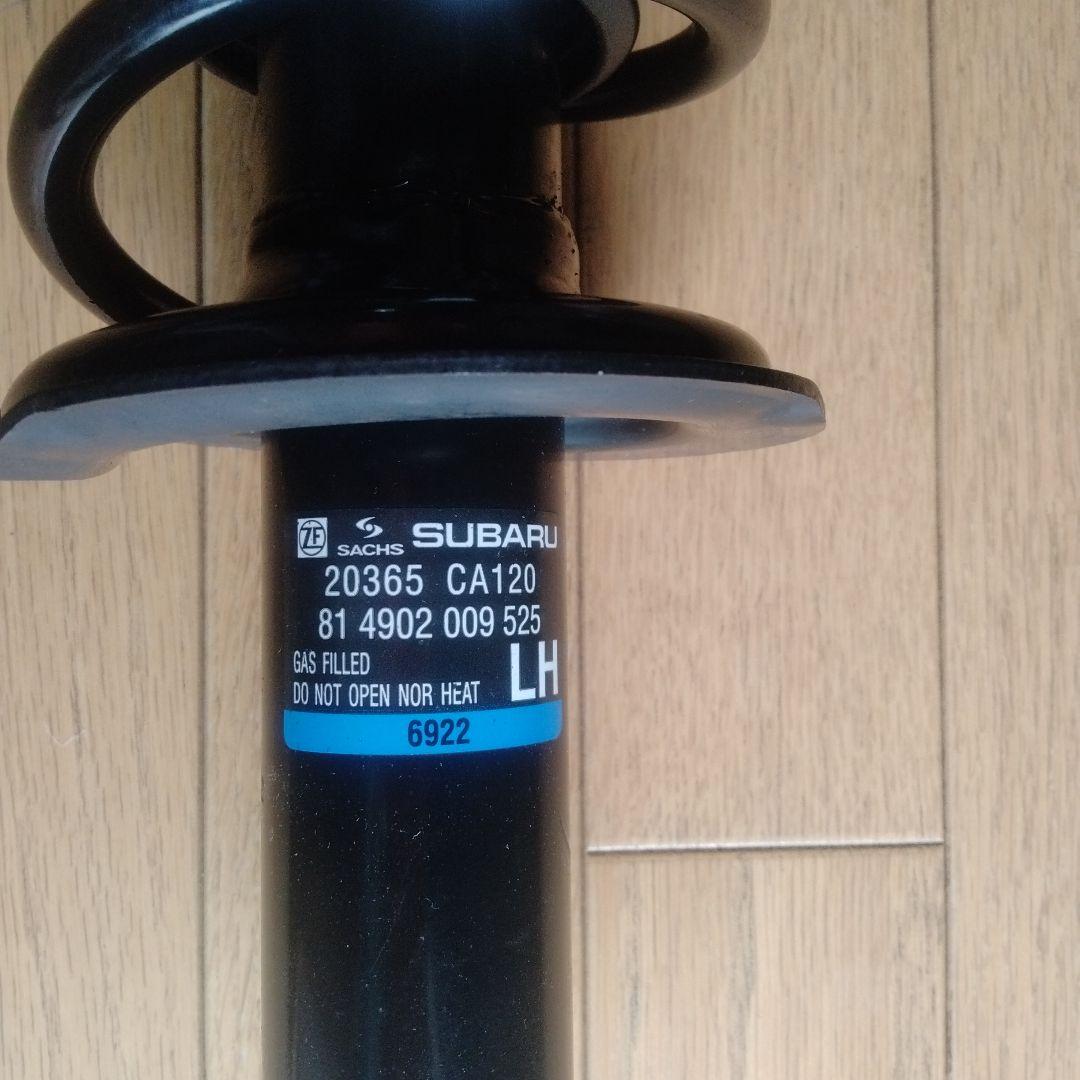 ZF SACHS SUBARU
20365 CA120
81 4902 009 525
GAS FILLED
DO NOT OPEN NOR HEAT LH
6922